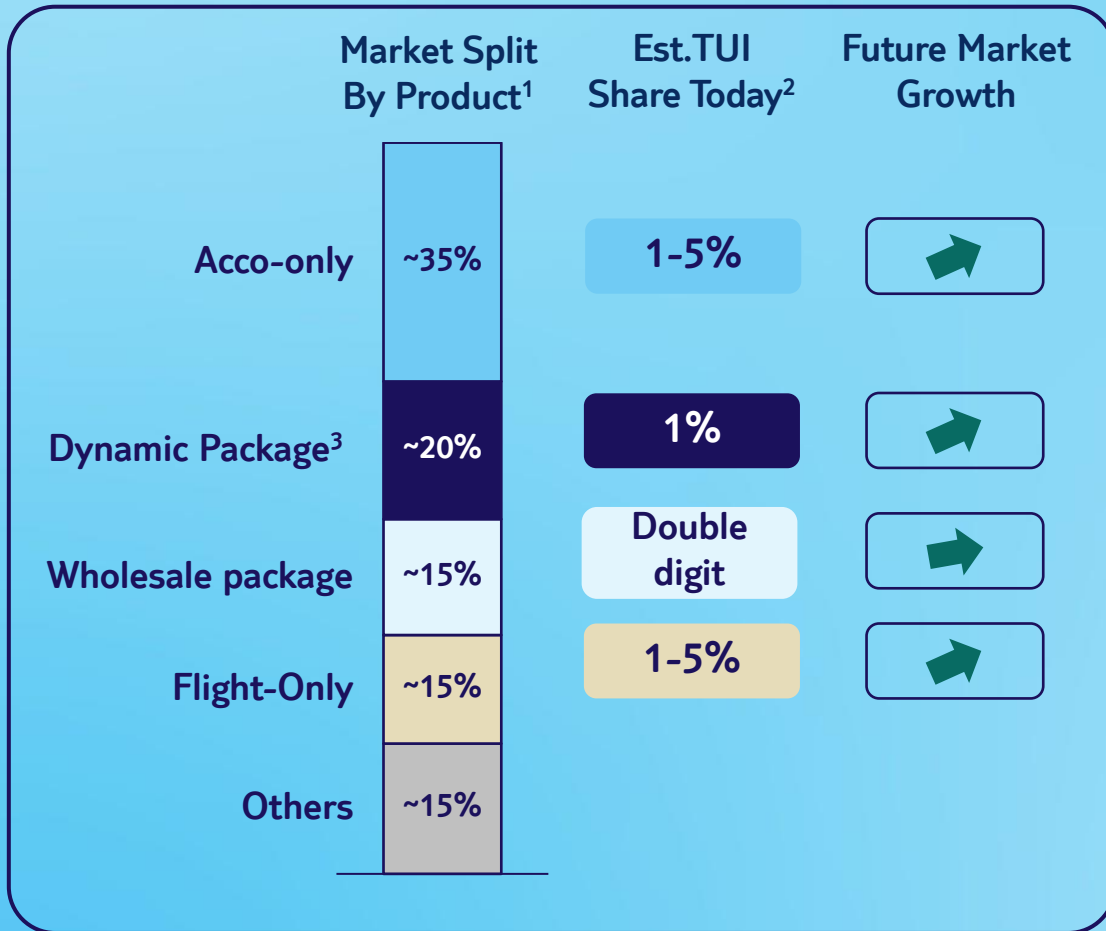 Market Split
By Product¹
Est.TUI
Share Today²
Future Market
Growth
Acco-only
~35%
1-5%
Dynamic Package³
~20%
1%
Wholesale package
~15%
Double
digit
Flight-Only
~15%
1-5%
Others
~15%